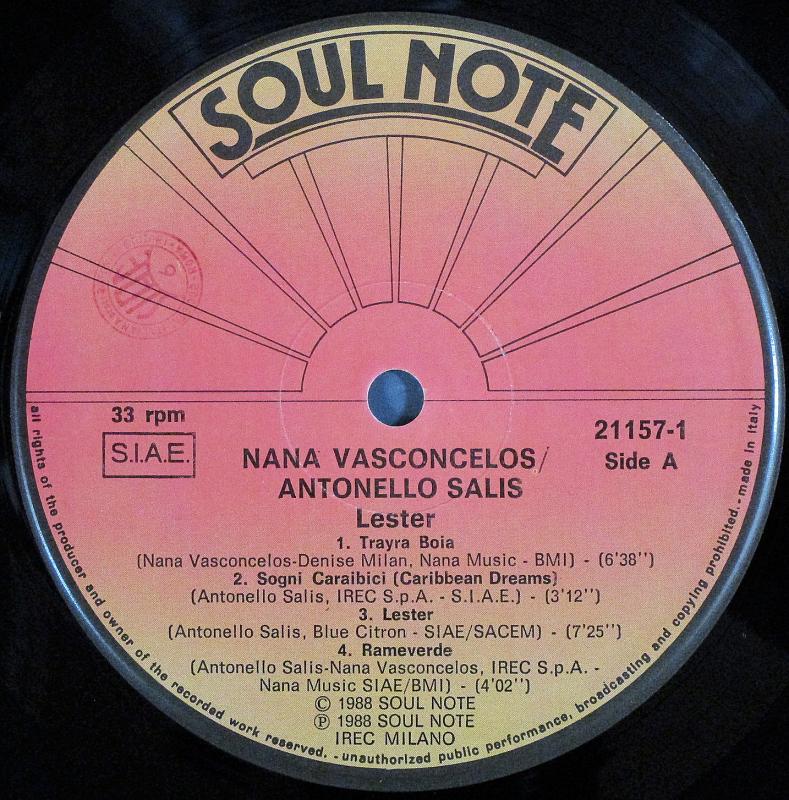 SOUL NOTE
33 rpm
S.I.A.E.
21157-1
Side A
NANA VASCONCELOS/
ANTONELLO SALIS
Lester
1. Trayra Boia
(Nana Vasconcelos-Denise Milan, Nana Music - BMI) - (6'38'')
2. Sogni Caraibici (Caribbean Dreams)
(Antonello Salis, IREC S.p.A. - S.I.A.E.) - (3'12'')
3. Lester
(Antonello Salis, Blue Citron - SIAE/SACEM) - (7'25'')
4. Rameverde
(Antonello Salis-Nana Vasconcelos, IREC S.p.A. -
Nana Music SIAE/BMI) - (4'02'')
© 1988 SOUL NOTE
℗ 1988 SOUL NOTE
IREC MILANO
all rights of the producer and owner of the recorded work reserved. - unauthorized public performance, broadcasting and copying prohibited. - made in Italy